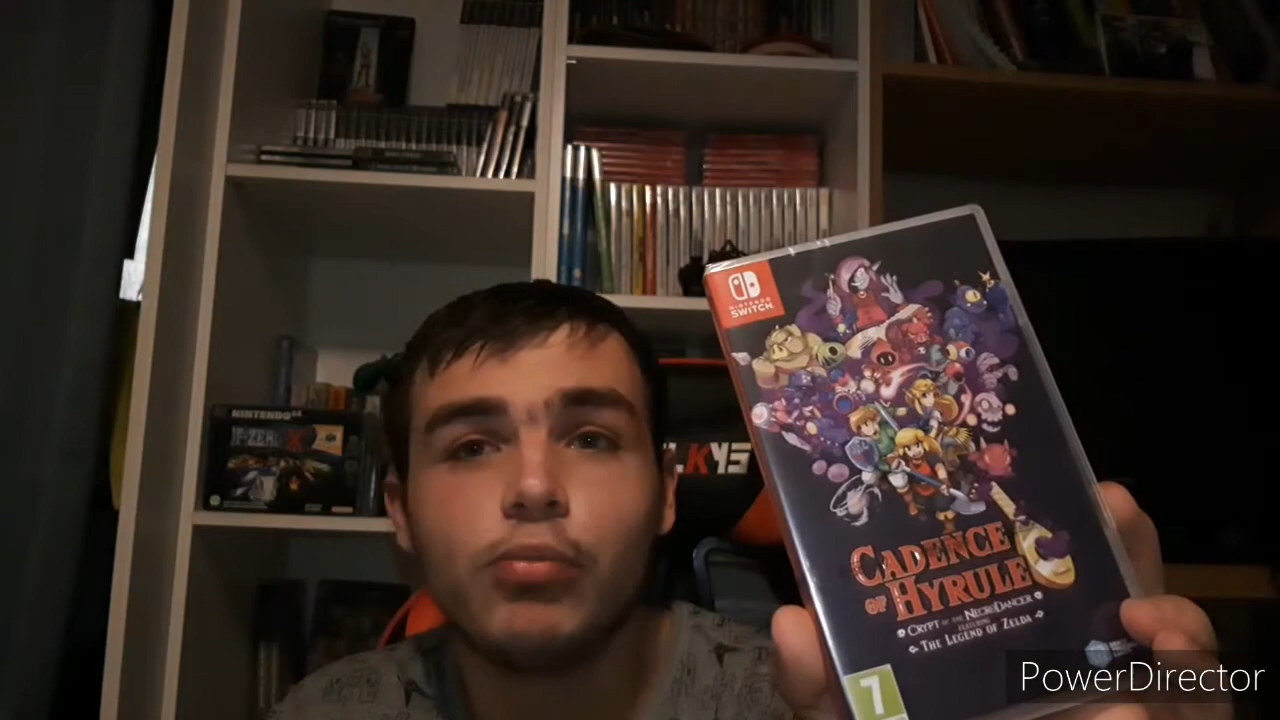 NINTENDO
SWITCH
NINTENDO 64
F-ZERO X
LKYS
CADENCE
OF HYRULE
CRYPT OF THE NECRODANCER
FEATURING
THE LEGEND OF ZELDA
7
PowerDirector